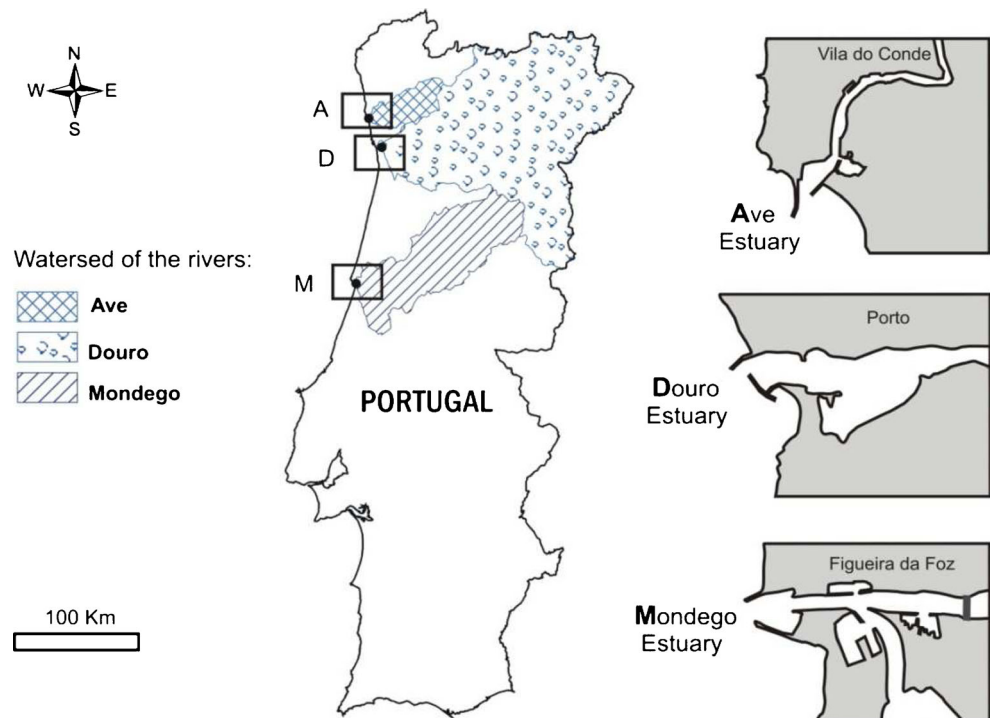 N
W E
S
A
D
M
Watersed of the rivers:
Ave
Douro
Mondego
PORTUGAL
100 Km
Vila do Conde
Ave
Estuary
Porto
Douro
Estuary
Figueira da Foz
Mondego
Estuary